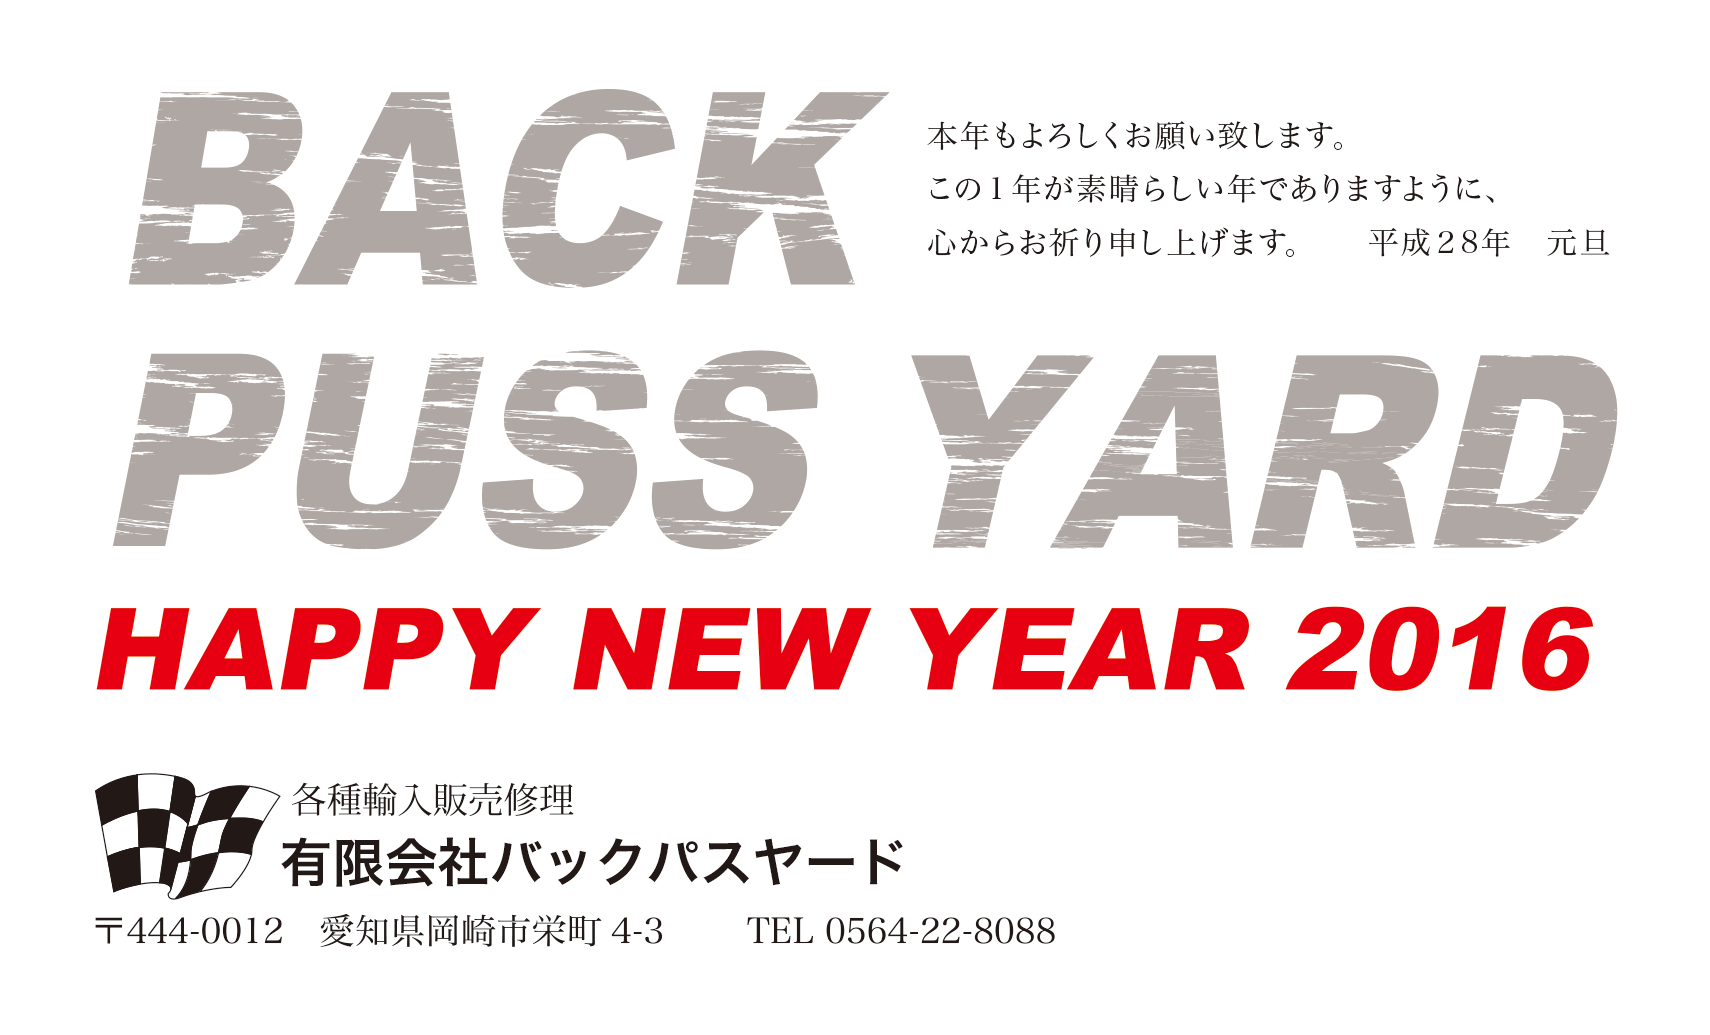 BACK
本年もよろしくお願い致します。
この１年が素晴らしい年でありますように、
心からお祈り申し上げます。　　平成２８年　元旦
PUSS YARD
HAPPY NEW YEAR 2016
各種輸入販売修理
有限会社バックパスヤード
〒444-0012　愛知県岡崎市栄町 4-3　　TEL 0564-22-8088